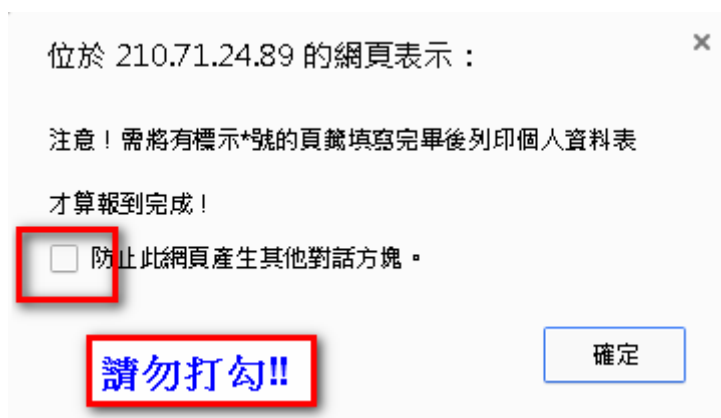 位於 210.71.24.89 的網頁表示：
注意！需將有標示*號的頁籤填寫完畢後列印個人資料表
才算報到完成！
防止此網頁產生其他對話方塊。
請勿打勾!!
確定